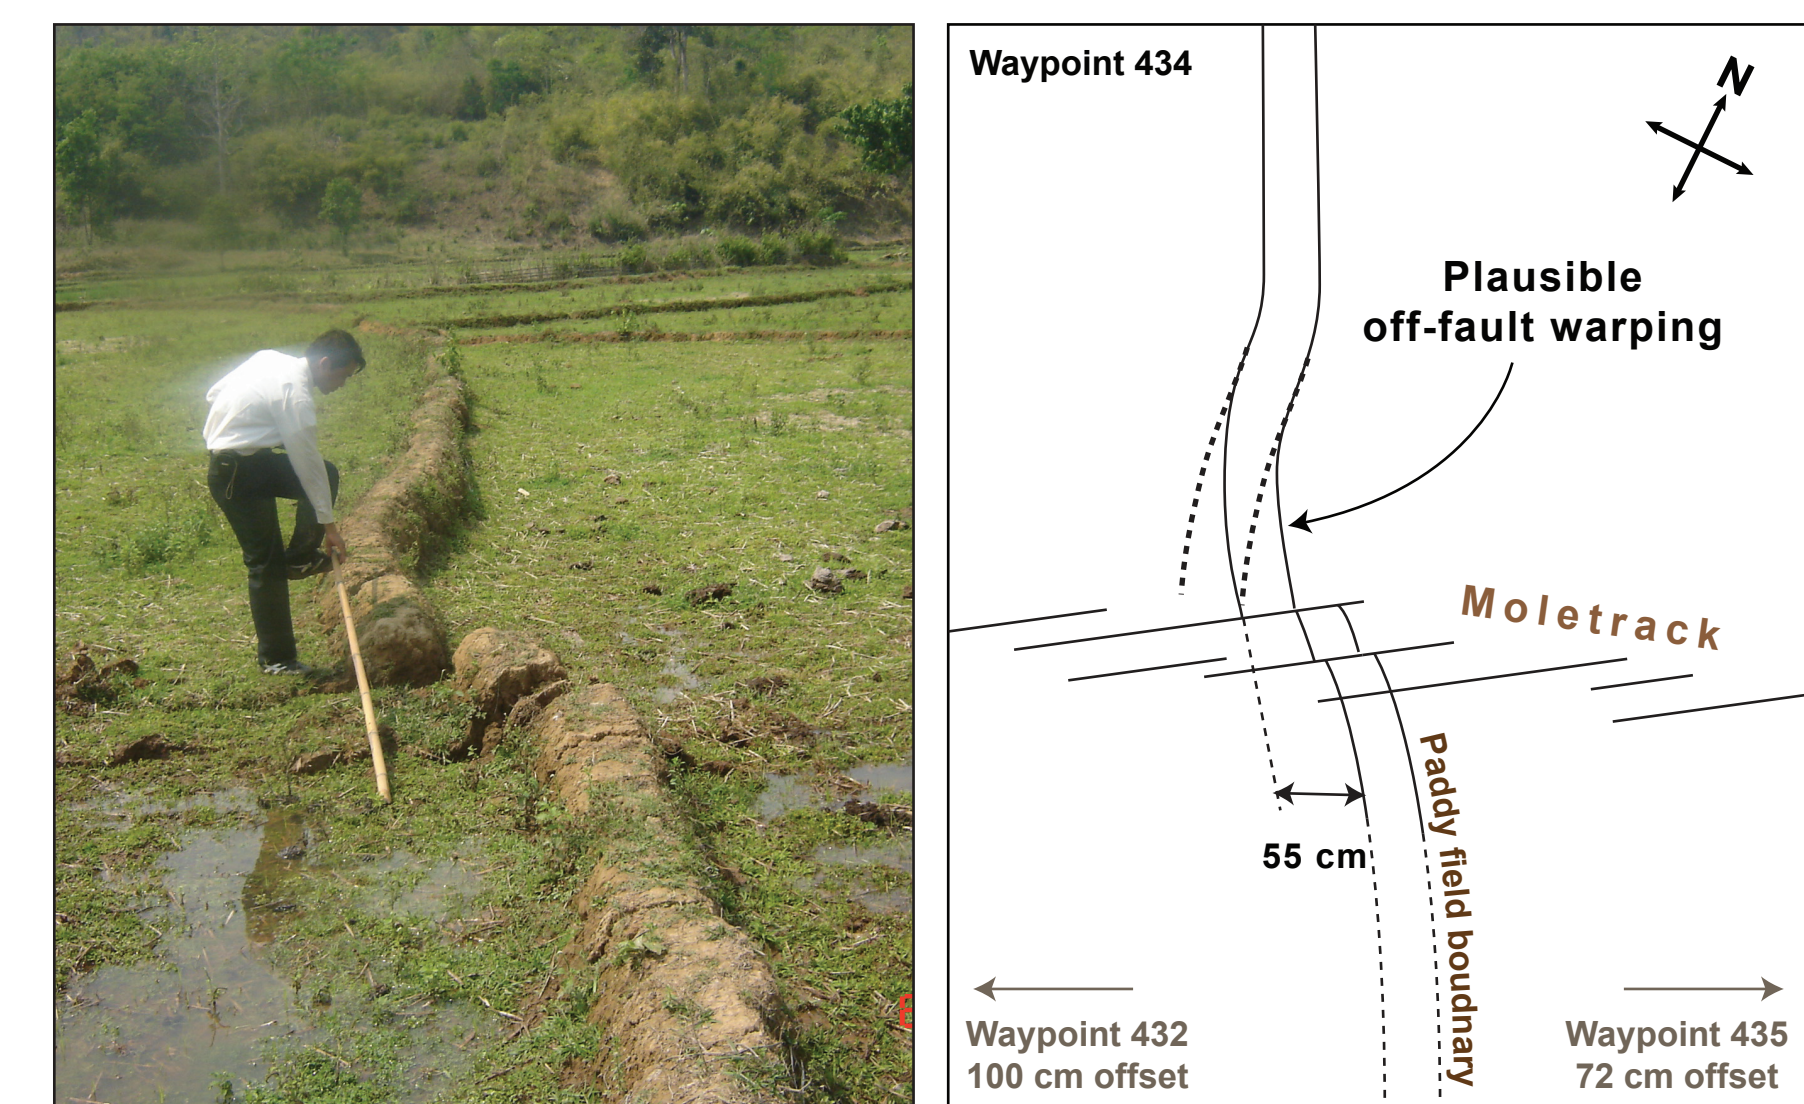 Waypoint 434
N
Plausible
off-fault warping
Moletrack
Paddy field boudnary
55 cm
Waypoint 432
100 cm offset
Waypoint 435
72 cm offset